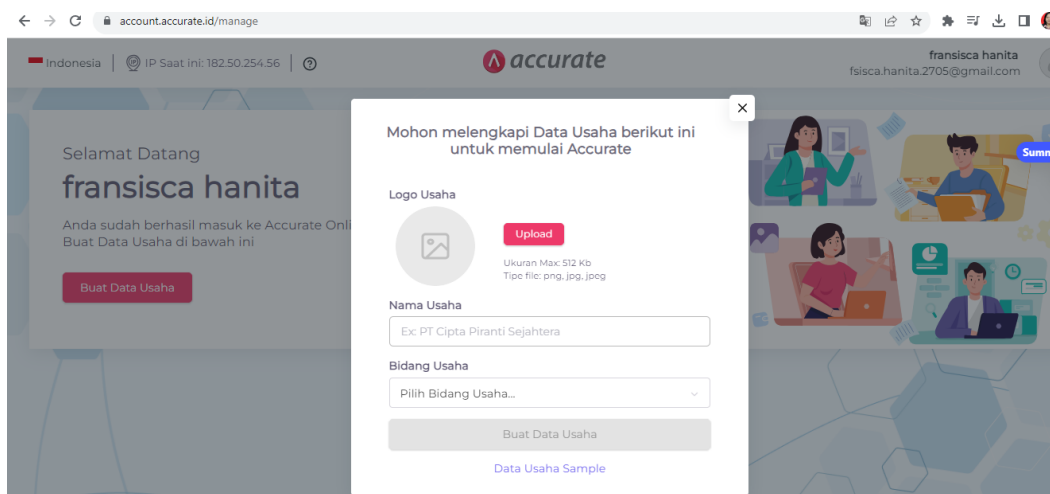 account.accurate.id/manage
Indonesia
IP Saat ini: 182.50.254.56
accurate
fransisca hanita
fsisca.hanita.2705@gmail.com
Selamat Datang
fransisca hanita
Anda sudah berhasil masuk ke Accurate Onli
Buat Data Usaha di bawah ini
Buat Data Usaha
Mohon melengkapi Data Usaha berikut ini
untuk memulai Accurate
Logo Usaha
Upload
Ukuran Max: 512 Kb
Tipe file: png, jpg, jpeg
Nama Usaha
Ex: PT Cipta Piranti Sejahtera
Bidang Usaha
Pilih Bidang Usaha...
Buat Data Usaha
Data Usaha Sample
Summ